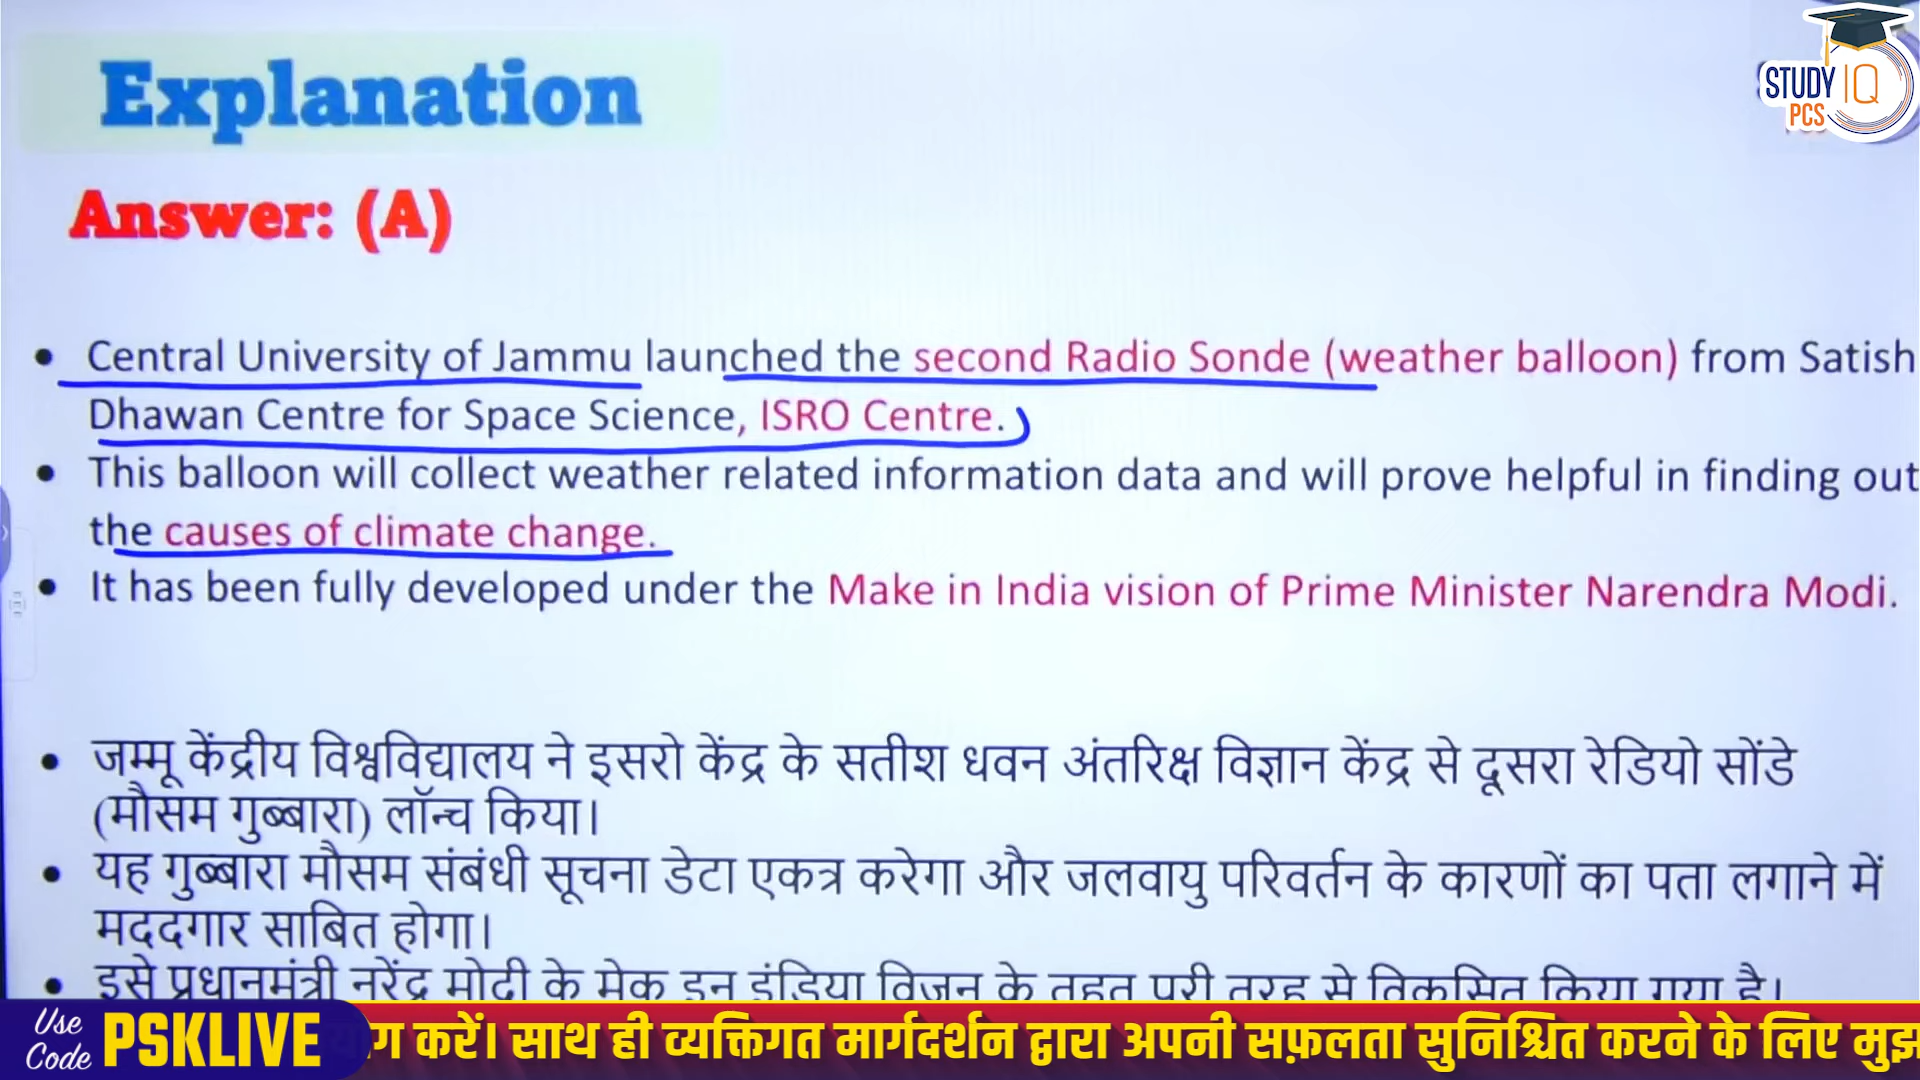 Explanation
STUDY IQ
PCS
Answer: (A)
• Central University of Jammu launched the second Radio Sonde (weather balloon) from Satish
Dhawan Centre for Space Science, ISRO Centre.
• This balloon will collect weather related information data and will prove helpful in finding out
the causes of climate change.
• It has been fully developed under the Make in India vision of Prime Minister Narendra Modi.
• जम्मू केंद्रीय विश्वविद्यालय ने इसरो केंद्र के सतीश धवन अंतरिक्ष विज्ञान केंद्र से दूसरा रेडियो सोंडे
(मौसम गुब्बारा) लॉन्च किया।
• यह गुब्बारा मौसम संबंधी सूचना डेटा एकत्र करेगा और जलवायु परिवर्तन के कारणों का पता लगाने में
मददगार साबित होगा।
• इसे प्रधानमंत्री नरेंद्र मोदी के मेक इन इंडिया विजन के तहत पूरी तरह से विकसित किया गया है।
Use
Code PSKLIVE
करें। साथ ही व्यक्तिगत मार्गदर्शन द्वारा अपनी सफ़लता सुनिश्चित करने के लिए